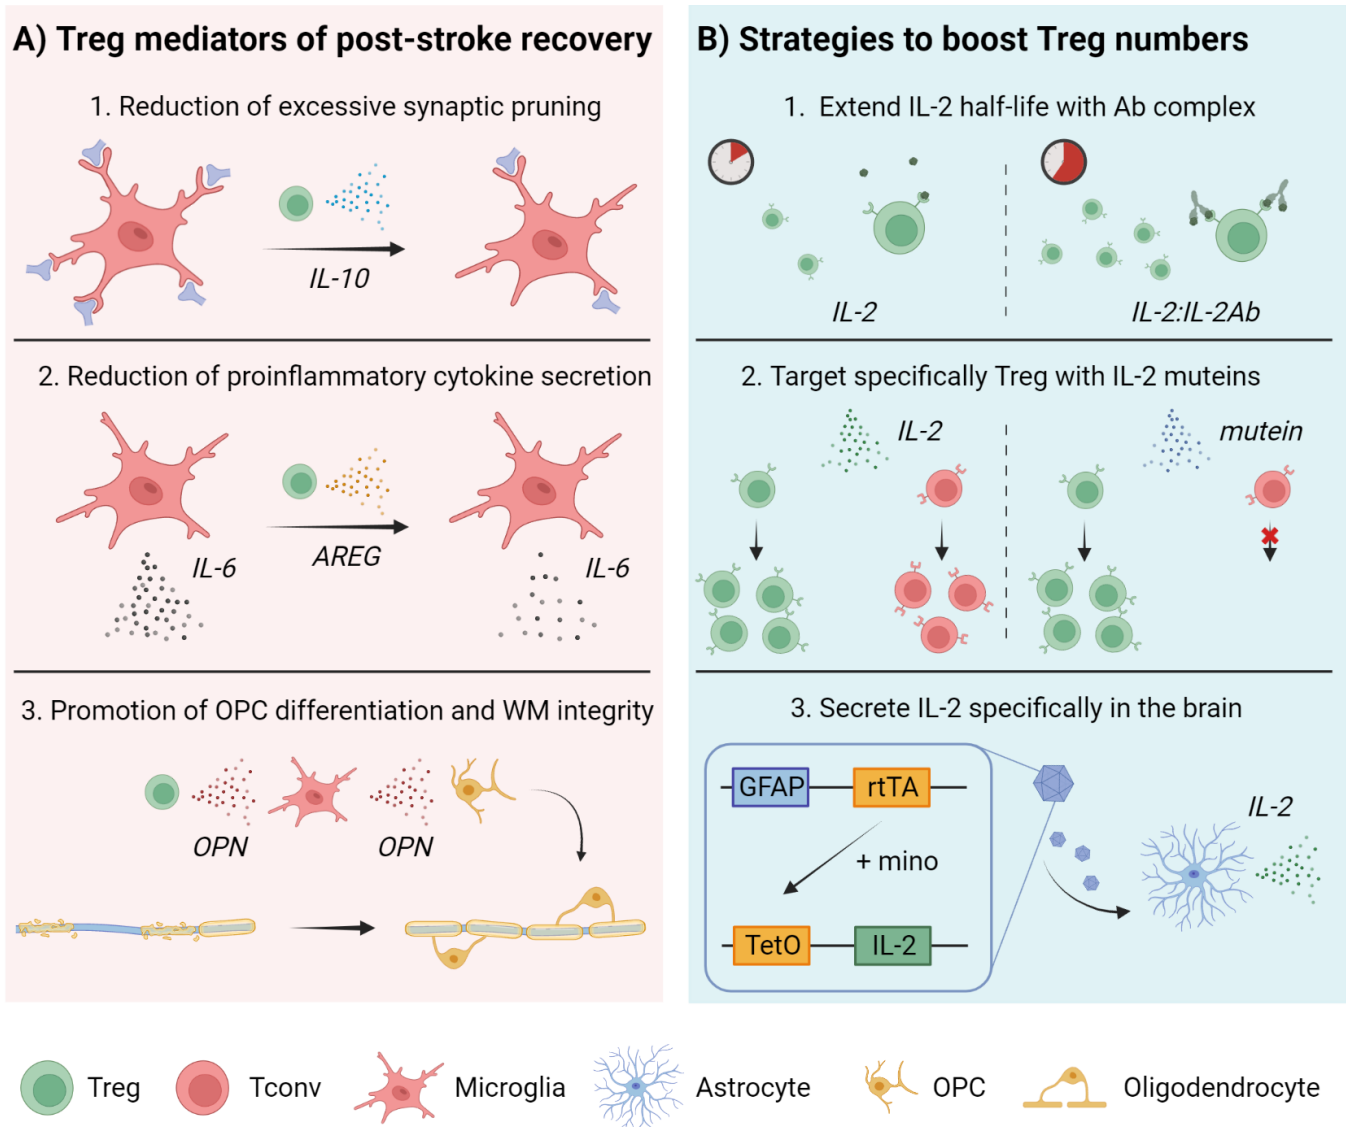 A) Treg mediators of post-stroke recovery
1. Reduction of excessive synaptic pruning
IL-10
2. Reduction of proinflammatory cytokine secretion
IL-6
AREG
IL-6
3. Promotion of OPC differentiation and WM integrity
OPN
OPN
B) Strategies to boost Treg numbers
1. Extend IL-2 half-life with Ab complex
IL-2
IL-2:IL-2Ab
2. Target specifically Treg with IL-2 muteins
IL-2
mutein
3. Secrete IL-2 specifically in the brain
GFAP
rtTA
+ mino
TetO
IL-2
IL-2
Treg
Tconv
Microglia
Astrocyte
OPC
Oligodendrocyte